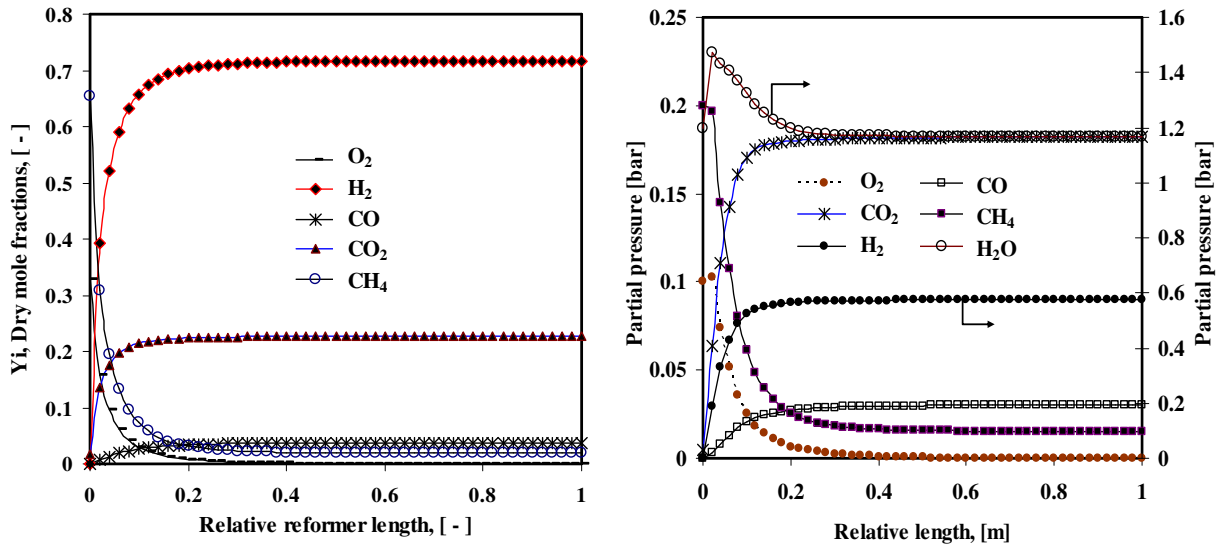 Yi, Dry mole fractions, [ - ]
0.8
0.7
0.6
0.5
0.4
0.3
0.2
0.1
0
O2
H2
CO
CO2
CH4
0 0.2 0.4 0.6 0.8 1
Relative reformer length, [ - ]
Partial pressure [bar]
0.25
0.2
0.15
0.1
0.05
0
O2 CO
CO2 CH4
H2 H2O
1.6
1.4
1.2
1
0.8
0.6
0.4
0.2
0
Partial pressure [bar]
0 0.2 0.4 0.6 0.8 1
Relative length, [m]